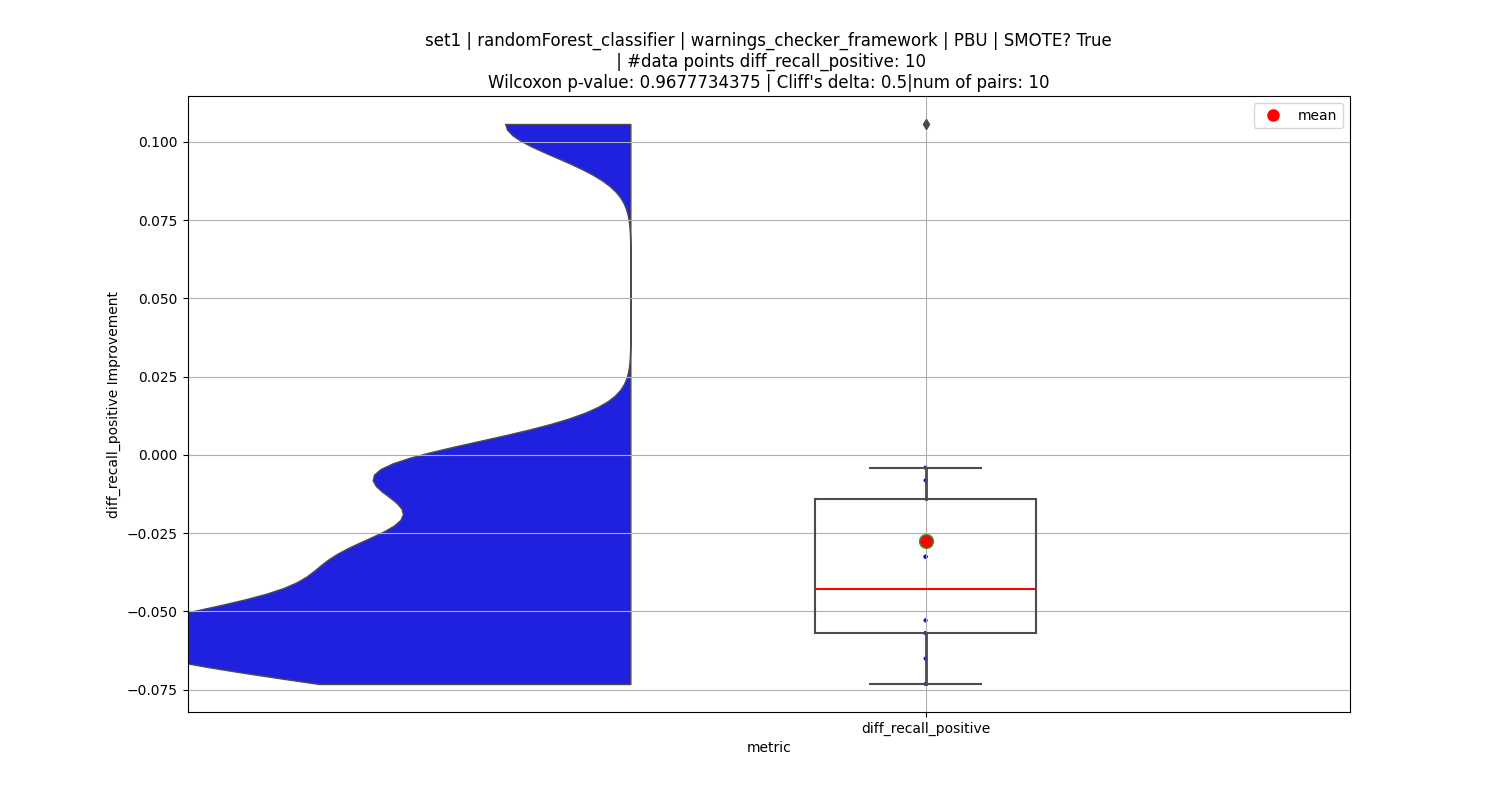 set1 | randomForest_classifier | warnings_checker_framework | PBU | SMOTE? True
| #data points diff_recall_positive: 10
Wilcoxon p-value: 0.9677734375 | Cliff's delta: 0.5|num of pairs: 10
mean
0.100
0.075
0.050
0.025
0.000
−0.025
−0.050
−0.075
diff_recall_positive Improvement
diff_recall_positive
metric